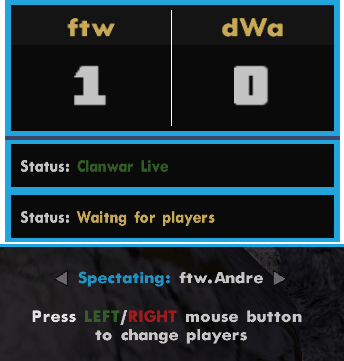 ftw dWa
1 0
Status: Clanwar Live
Status: Waitng for players
Spectating: ftw.Andre
Press LEFT/RIGHT mouse button
to change players